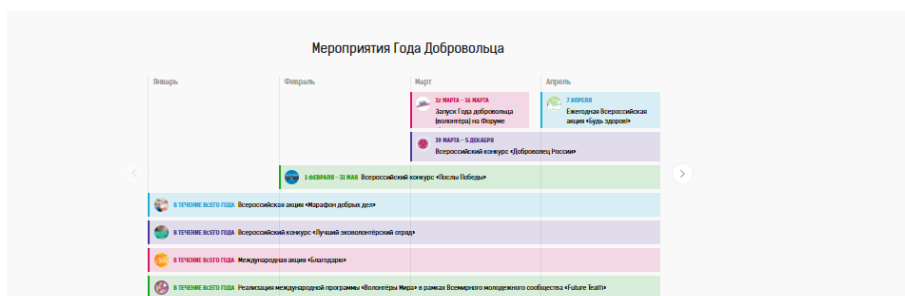 Мероприятия Года Добровольца
Январь
Февраль
Март
Апрель
12 МАРТА - 16 МАРТА
Запуск Года добровольца
(волонтёра) на Форуме
7 АПРЕЛЯ
Ежегодная Всероссийская
акция «Будь здоров!»
30 МАРТА - 5 ДЕКАБРЯ
Всероссийский конкурс «Доброволец России»
1 ФЕВРАЛЯ - 31 МАЯ Всероссийский конкурс «Послы Победы»
В ТЕЧЕНИЕ ВСЕГО ГОДА Всероссийская акция «Марафон добрых дел»
В ТЕЧЕНИЕ ВСЕГО ГОДА Всероссийский конкурс «Лучший эковолонтёрский отряд»
В ТЕЧЕНИЕ ВСЕГО ГОДА Международная акция «Благодарю»
В ТЕЧЕНИЕ ВСЕГО ГОДА Реализация международной программы «Волонтёры Мира» в рамках Всемирного молодежного сообщества «Future Team»